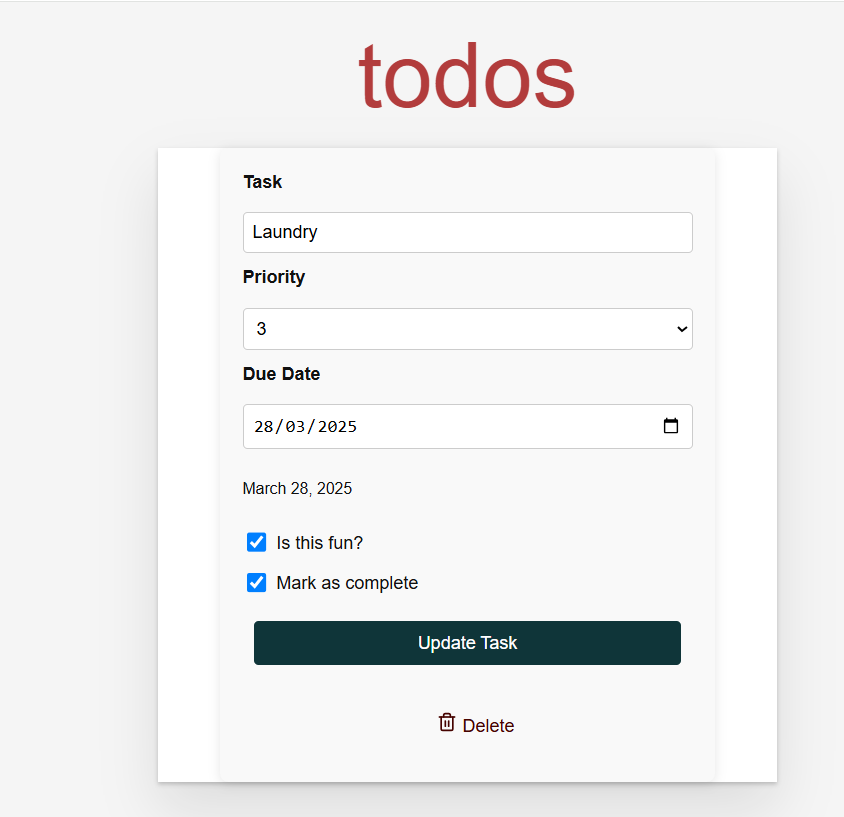 todos
Task
Laundry
Priority
3
Due Date
28/03/2025
March 28, 2025
Is this fun?
Mark as complete
Update Task
Delete